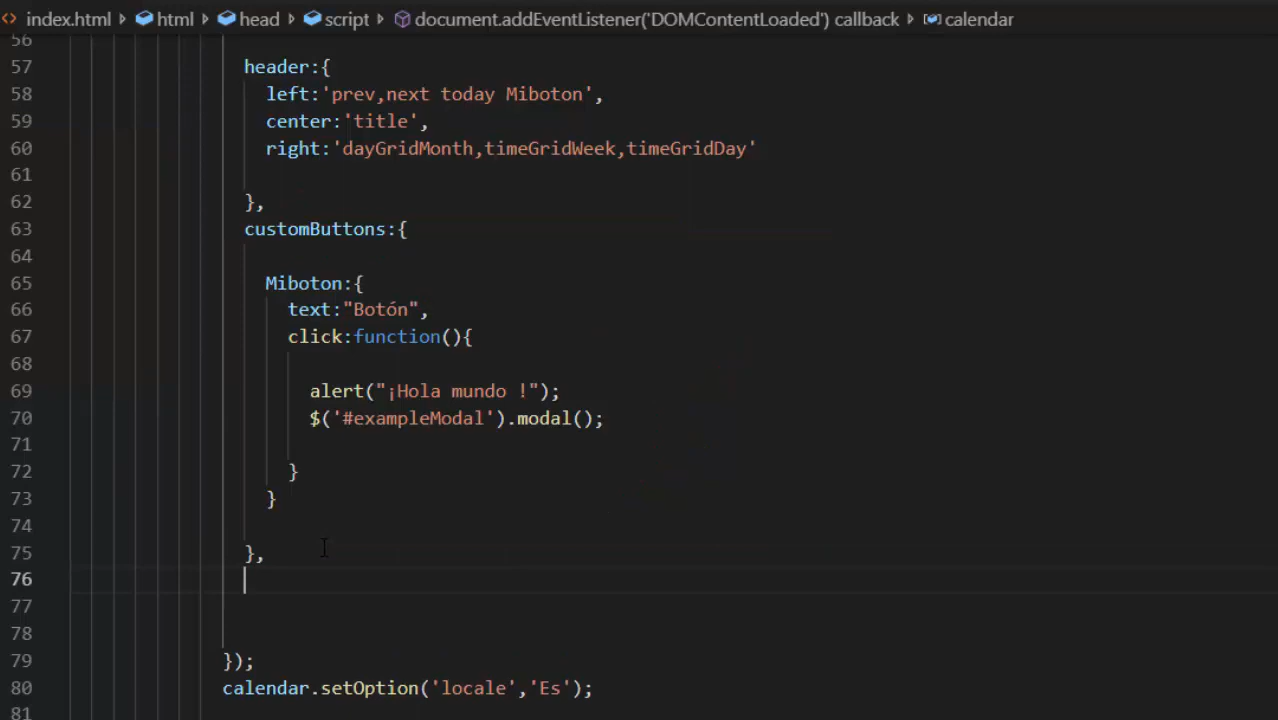 index.html html head script document.addEventListener('DOMContentLoaded') callback calendar
56
57 header:{
58 left:'prev,next today Miboton',
59 center:'title',
60 right:'dayGridMonth,timeGridWeek,timeGridDay'
61
62 },
63 customButtons:{
64
65 Miboton:{
66 text:"Botón",
67 click:function(){
68
69 alert("¡Hola mundo !");
70 $('#exampleModal').modal();
71
72 }
73 }
74
75 },
76
77
78
79 });
80 calendar.setOption('locale','Es');
81